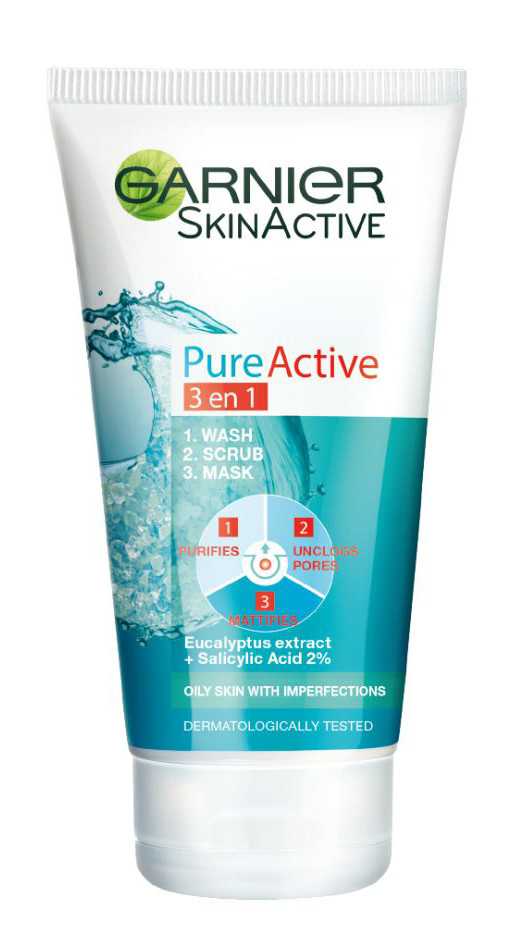 GARNIER
SKINACTIVE
PureActive
3 en 1
1. WASH
2. SCRUB
3. MASK
1
2
PURIFIES
UNCLOGS
PORES
3
MATTIFIES
Eucalyptus extract
+ Salicylic Acid 2%
OILY SKIN WITH IMPERFECTIONS
DERMATOLOGICALLY TESTED